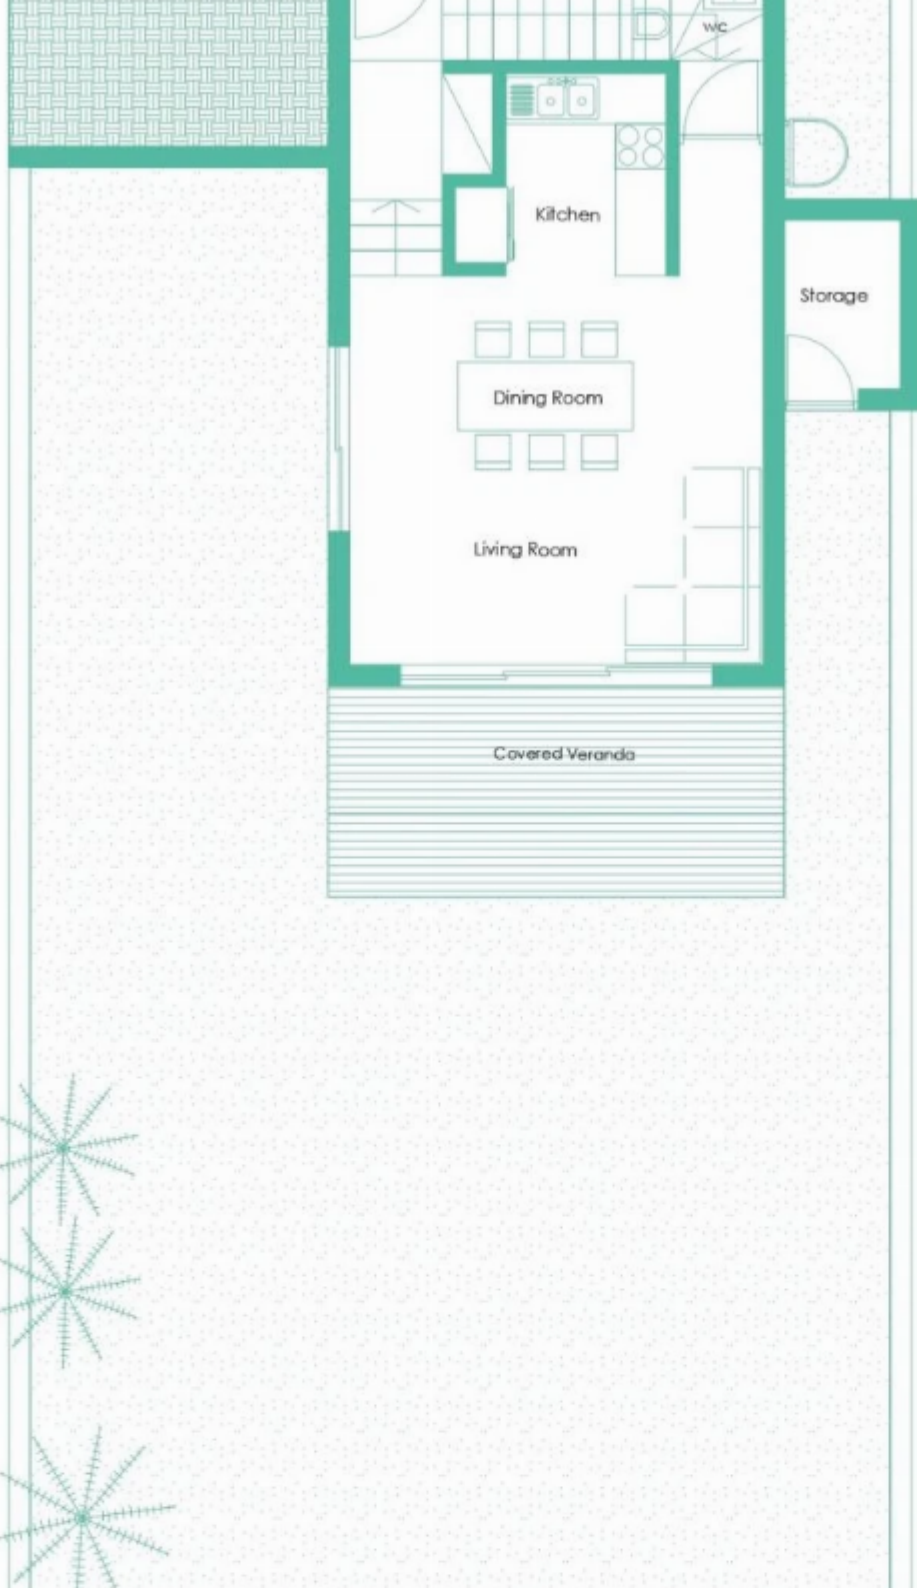 wc
Kitchen
Storage
Dining Room
Living Room
Covered Veranda